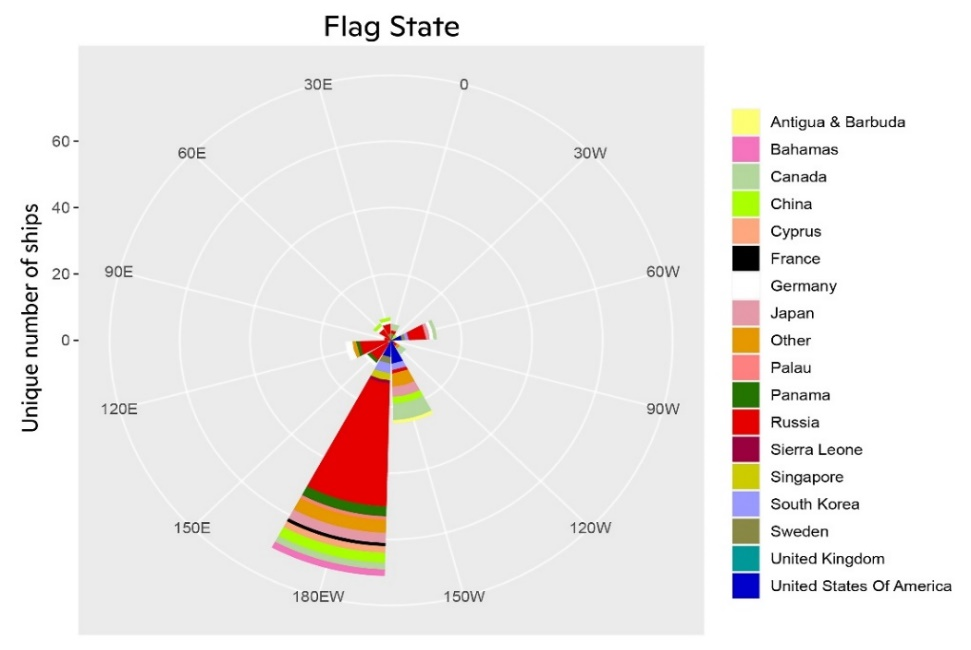 Flag State
30E
0
60E
30W
90E
60W
120E
90W
150E
120W
180EW
150W
60
40
20
0
Unique number of ships
Antigua & Barbuda
Bahamas
Canada
China
Cyprus
France
Germany
Japan
Other
Palau
Panama
Russia
Sierra Leone
Singapore
South Korea
Sweden
United Kingdom
United States Of America